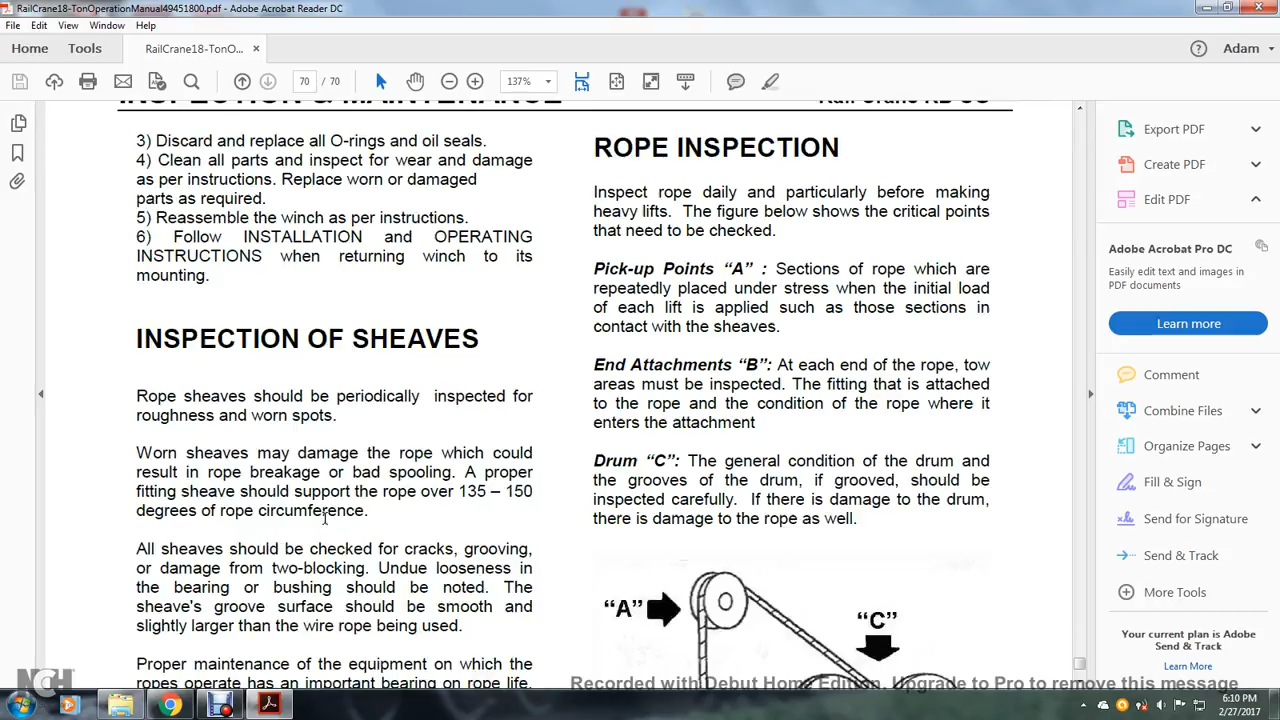 RailCrane18-TonOperationManual49451800.pdf - Adobe Acrobat Reader DC
File Edit View Window Help
Home Tools RailCrane18-TonO... × Adam
70 / 70 137%
INSPECTION & MAINTENANCE
3) Discard and replace all O-rings and oil seals.
4) Clean all parts and inspect for wear and damage
as per instructions. Replace worn or damaged
parts as required.
5) Reassemble the winch as per instructions.
6) Follow INSTALLATION and OPERATING
INSTRUCTIONS when returning winch to its
mounting.
INSPECTION OF SHEAVES
Rope sheaves should be periodically inspected for
roughness and worn spots.
Worn sheaves may damage the rope which could
result in rope breakage or bad spooling. A proper
fitting sheave should support the rope over 135 – 150
degrees of rope circumference.
All sheaves should be checked for cracks, grooving,
or damage from two-blocking. Undue looseness in
the bearing or bushing should be noted. The
sheave's groove surface should be smooth and
slightly larger than the wire rope being used.
Proper maintenance of the equipment on which the
ropes operate has an important bearing on rope life.
ROPE INSPECTION
Inspect rope daily and particularly before making
heavy lifts. The figure below shows the critical points
that need to be checked.
Pick-up Points “A” : Sections of rope which are
repeatedly placed under stress when the initial load
of each lift is applied such as those sections in
contact with the sheaves.
End Attachments “B”: At each end of the rope, tow
areas must be inspected. The fitting that is attached
to the rope and the condition of the rope where it
enters the attachment
Drum “C”: The general condition of the drum and
the grooves of the drum, if grooved, should be
inspected carefully. If there is damage to the drum,
there is damage to the rope as well.
“A”
“C”
Export PDF
Create PDF
Edit PDF
Adobe Acrobat Pro DC
Easily edit text and images in
PDF documents
Learn more
Comment
Combine Files
Organize Pages
Fill & Sign
Send for Signature
Send & Track
More Tools
Your current plan is Adobe
Send & Track
Learn More
NCH
Recorded with Debut Home Edition. Upgrade to Pro to remove this message
6:10 PM
2/27/2017